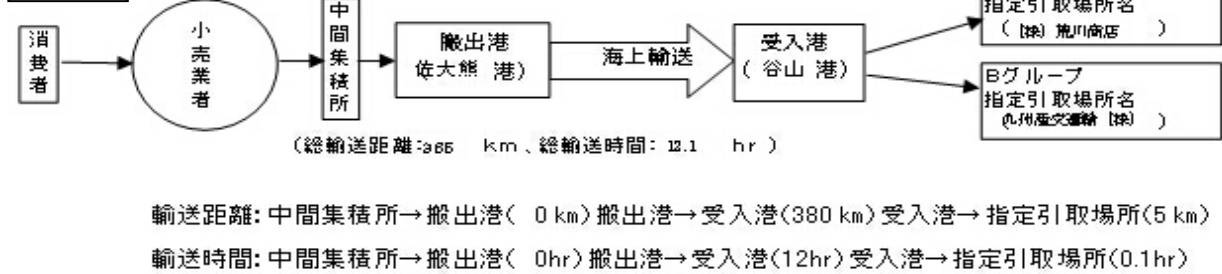 消費者
小売業者
中間集積所
搬出港
佐大熊 港)
海上輸送
受入港
( 谷山 港)
指定引取場所名
( [株) 荒川商店 )
Bグループ
指定引取場所名
(九州産交運輸 [株) )
(総輸送距離: km、総輸送時間: 12.1 hr)
輸送距離:中間集積所→搬出港( 0 km)搬出港→受入港(380 km)受入港→指定引取場所(5 km)
輸送時間:中間集積所→搬出港( 0hr)搬出港→受入港(12hr)受入港→指定引取場所(0.1hr)